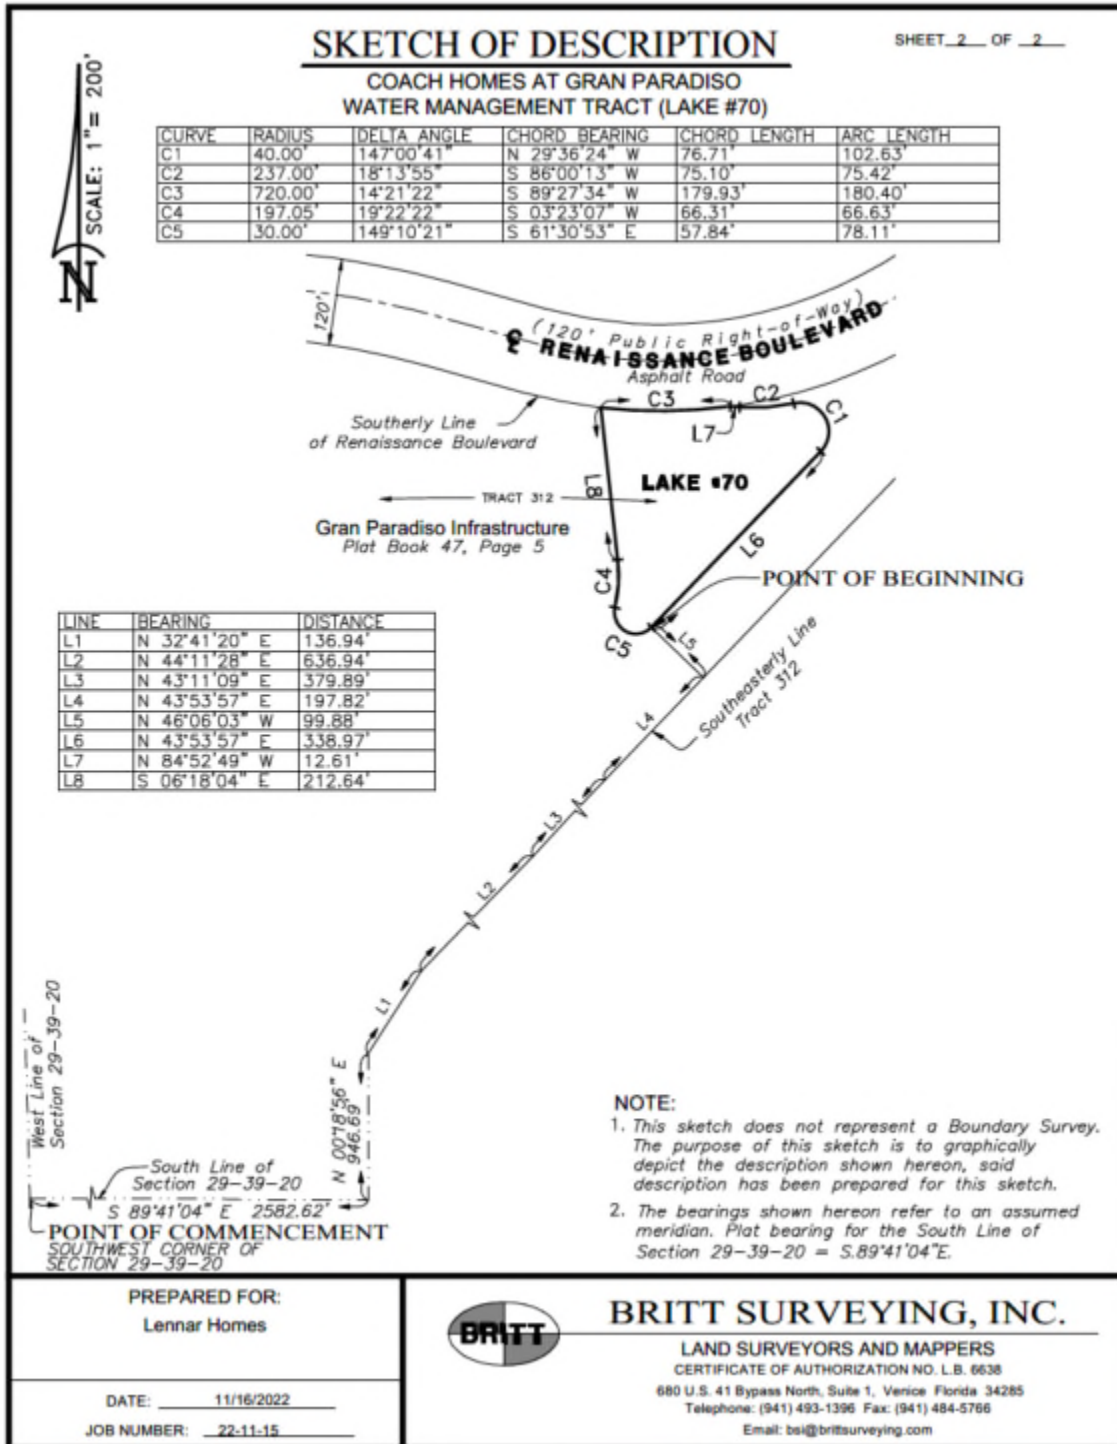 SKETCH OF DESCRIPTION
SHEET 2 OF 2
COACH HOMES AT GRAN PARADISO
WATER MANAGEMENT TRACT (LAKE #70)
SCALE: 1"= 200'
N
CURVE RADIUS DELTA ANGLE CHORD BEARING CHORD LENGTH ARC LENGTH
C1 40.00' 147°00'41" N 29°36'24" W 76.71' 102.63'
C2 237.00' 18°13'55" S 86°00'13" W 75.10' 75.42'
C3 720.00' 14°21'22" S 89°27'34" W 179.93' 180.40'
C4 197.05' 19°22'22" S 03°23'07" W 66.31' 66.63'
C5 30.00' 149°10'21" S 61°30'53" E 57.84' 78.11'
120'
(120' Public Right-of-Way)
℄ RENAISSANCE BOULEVARD
Asphalt Road
C3
C2
C1
L7
Southerly Line
of Renaissance Boulevard
L8
LAKE #70
TRACT 312
Gran Paradiso Infrastructure
Plat Book 47, Page 5
L6
C4
POINT OF BEGINNING
C5
L5
Southeasterly Line
Tract 312
L4
LINE BEARING DISTANCE
L1 N 32°41'20" E 136.94'
L2 N 44°11'28" E 636.94'
L3 N 43°11'09" E 379.89'
L4 N 43°53'57" E 197.82'
L5 N 46°06'03" W 99.88'
L6 N 43°53'57" E 338.97'
L7 N 84°52'49" W 12.61'
L8 S 06°18'04" E 212.64'
L3
L2
L1
West Line of
Section 29-39-20
N 00°18'56" E
946.69'
South Line of
Section 29-39-20
S 89°41'04" E 2582.62'
POINT OF COMMENCEMENT
SOUTHWEST CORNER OF
SECTION 29-39-20
NOTE:
1. This sketch does not represent a Boundary Survey.
The purpose of this sketch is to graphically
depict the description shown hereon, said
description has been prepared for this sketch.
2. The bearings shown hereon refer to an assumed
meridian. Plat bearing for the South Line of
Section 29-39-20 = S.89°41'04"E.
PREPARED FOR:
Lennar Homes
DATE: 11/16/2022
JOB NUMBER: 22-11-15
BRITT
BRITT SURVEYING, INC.
LAND SURVEYORS AND MAPPERS
CERTIFICATE OF AUTHORIZATION NO. L.B. 6638
680 U.S. 41 Bypass North, Suite 1, Venice Florida 34285
Telephone: (941) 493-1396 Fax: (941) 484-5766
Email: bsi@brittsurveying.com